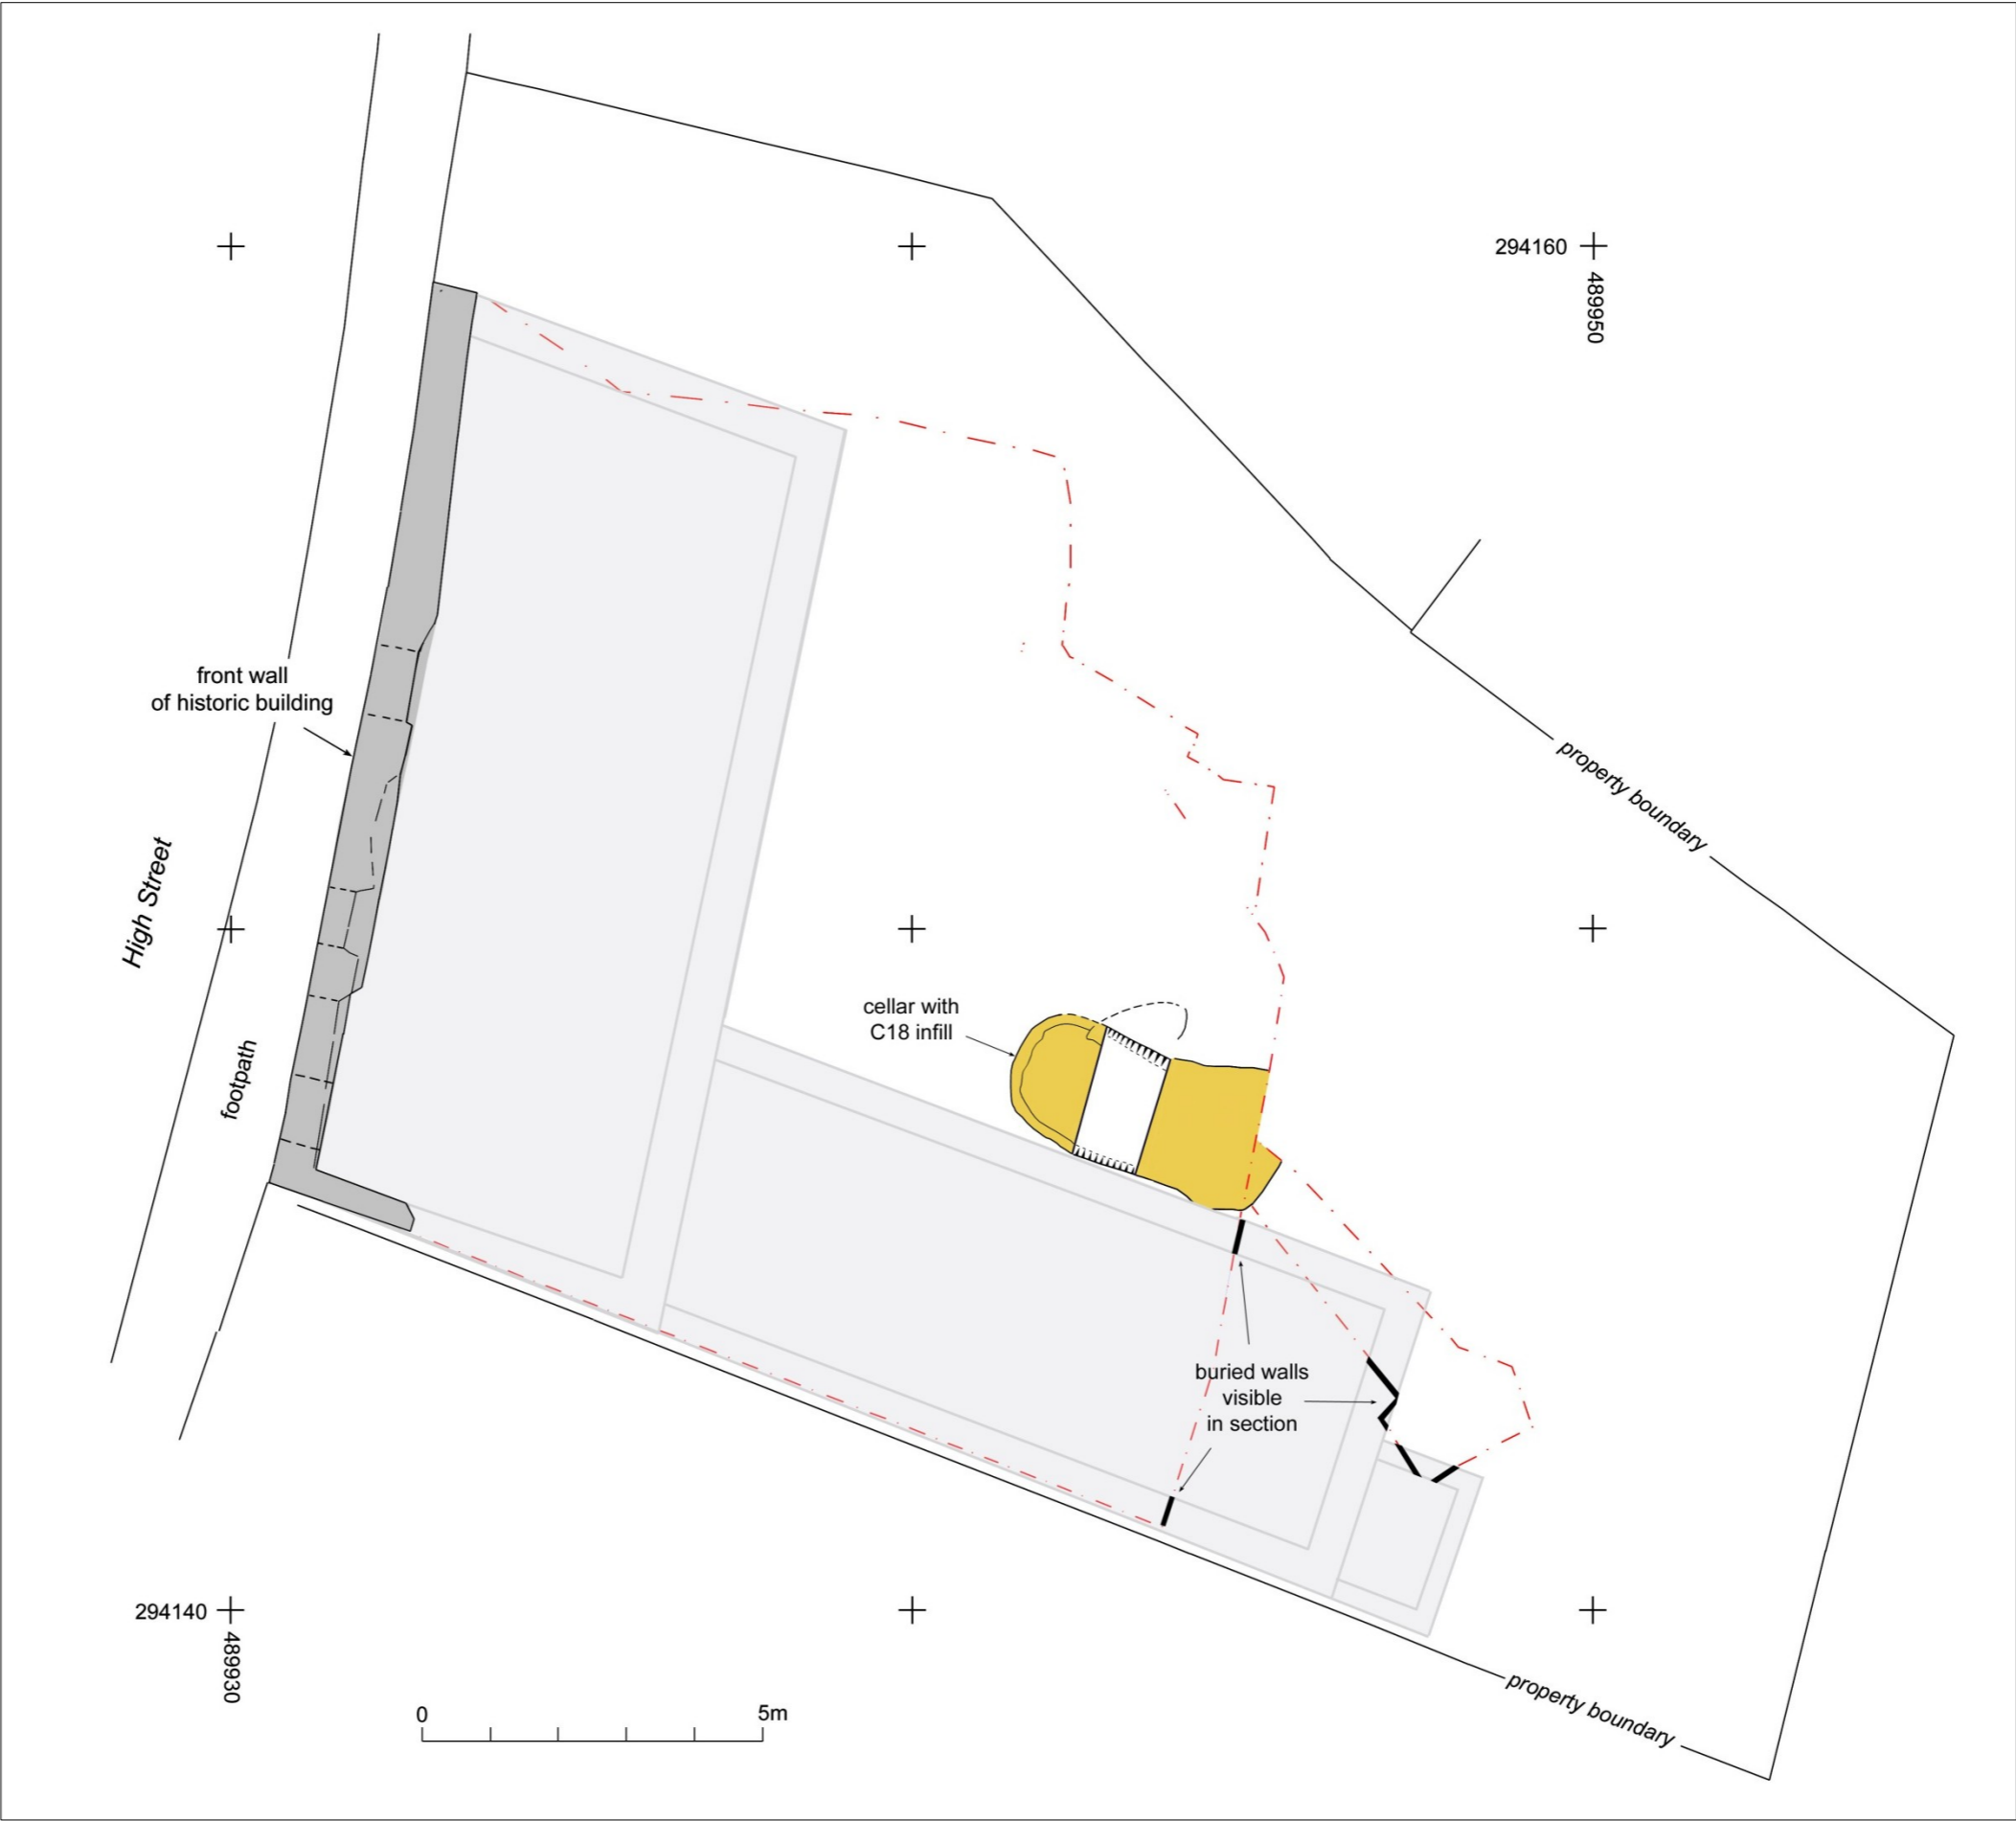 294160
489950
front wall
of historic building
property boundary
High Street
cellar with
C18 infill
footpath
buried walls
visible
in section
294140
489930
property boundary
0
5m